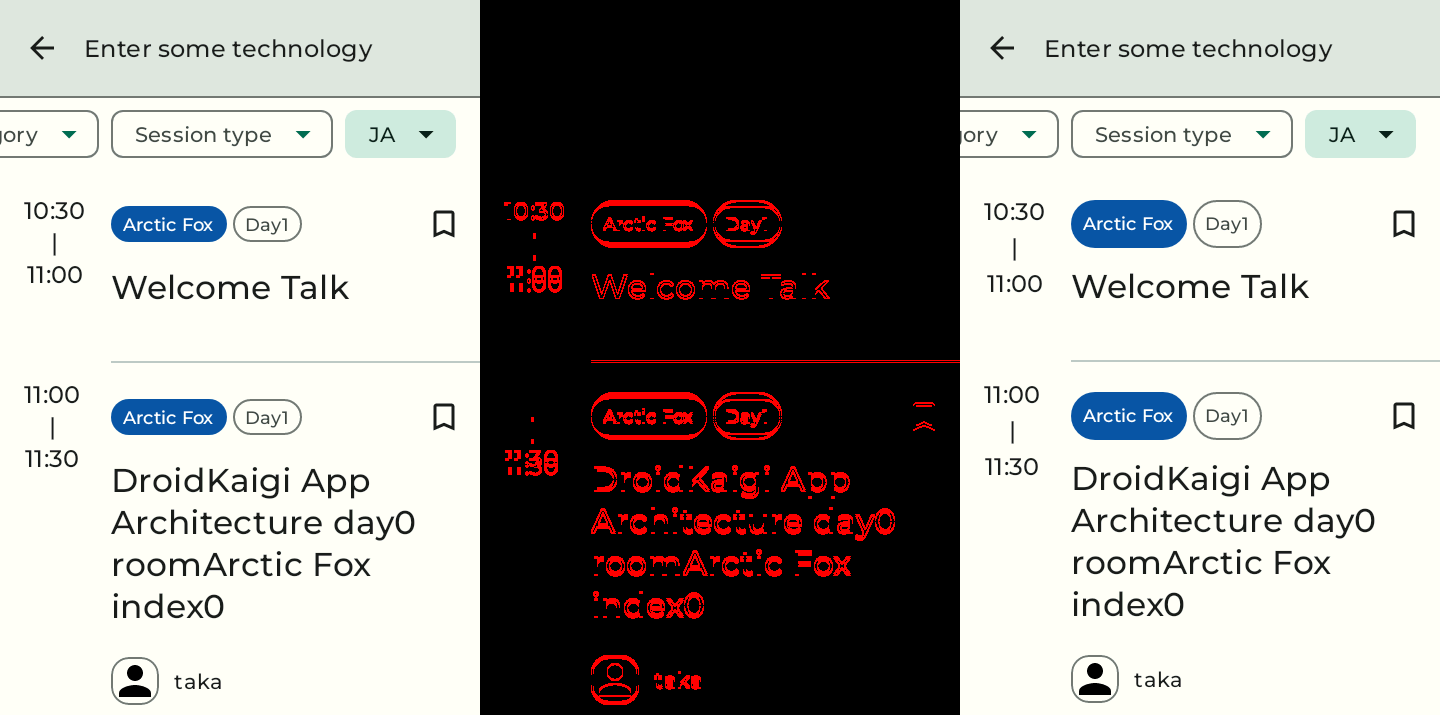 Enter some technology
gory
Session type
JA
10:30
|
11:00
Arctic Fox
Day1
Welcome Talk
11:00
|
11:30
Arctic Fox
Day1
DroidKaigi App
Architecture day0
roomArctic Fox
index0
taka
10:30
11:00
Arctic Fox
Day1
Welcome Talk
11:30
Arctic Fox
Day1
DroidKaigi App
Architecture day0
roomArctic Fox
index0
taka
Enter some technology
gory
Session type
JA
10:30
|
11:00
Arctic Fox
Day1
Welcome Talk
11:00
|
11:30
Arctic Fox
Day1
DroidKaigi App
Architecture day0
roomArctic Fox
index0
taka